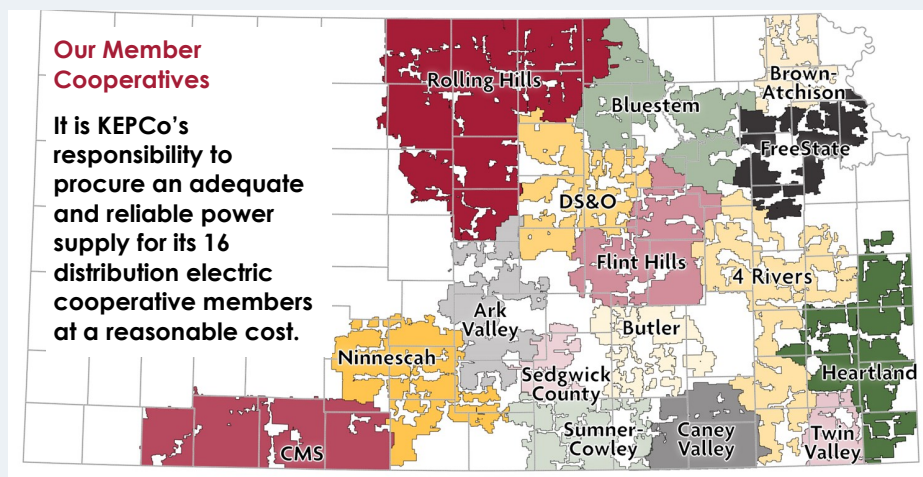 Our Member
Cooperatives
It is KEPCo's
responsibility to
procure an adequate
and reliable power
supply for its 16
distribution electric
cooperative members
at a reasonable cost.
Rolling Hills
Bluestem
Brown-
Atchison
FreeState
DS&O
Flint Hills
4 Rivers
Ark
Valley
Butler
Ninnescah
Sedgwick
County
Heartland
CMS
Sumner-
Cowley
Caney
Valley
Twin
Valley